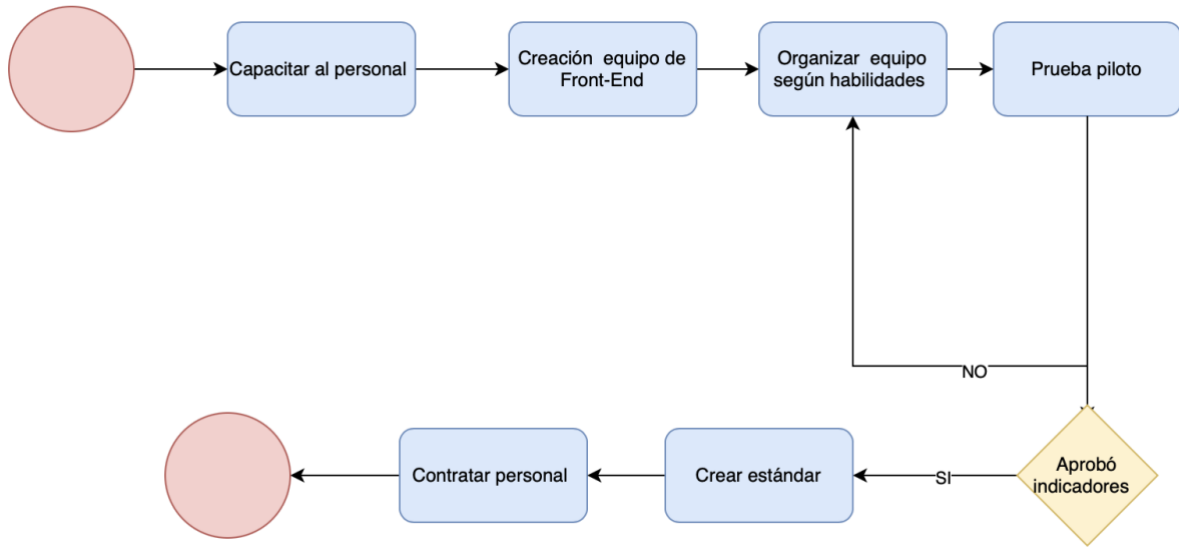 Capacitar al personal
Creación equipo de
Front-End
Organizar equipo
según habilidades
Prueba piloto
NO
Contratar personal
Crear estándar
SI
Aprobó
indicadores